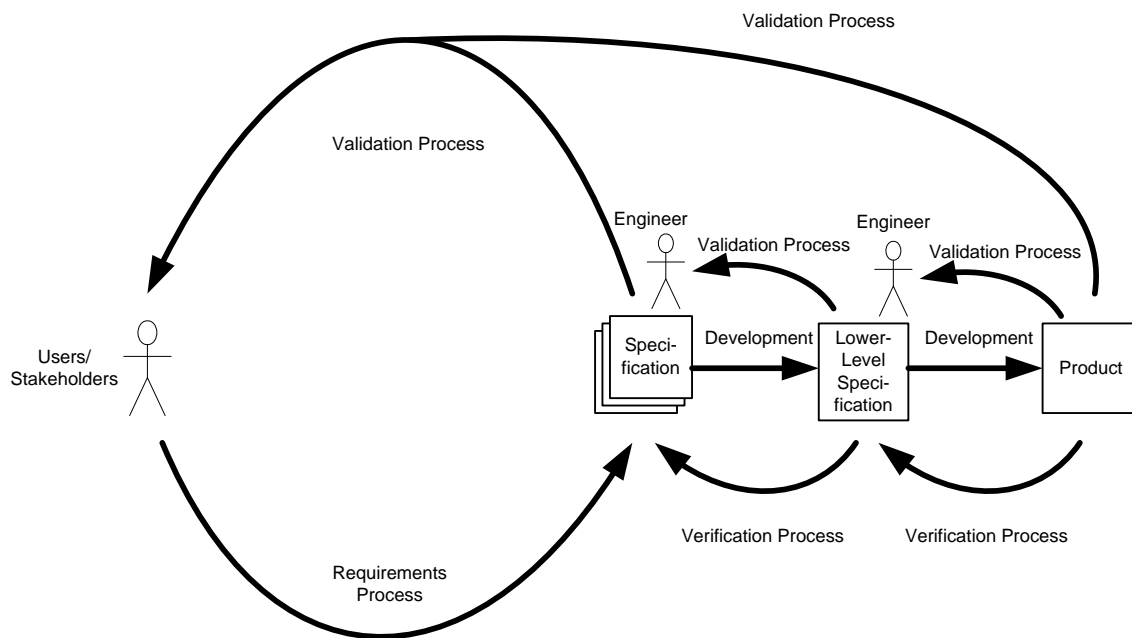 Validation Process
Validation Process
Engineer
Engineer
Validation Process
Validation Process
Users/
Stakeholders
Speci-
fication
Development
Lower-
Level
Speci-
fication
Development
Product
Verification Process
Verification Process
Requirements
Process